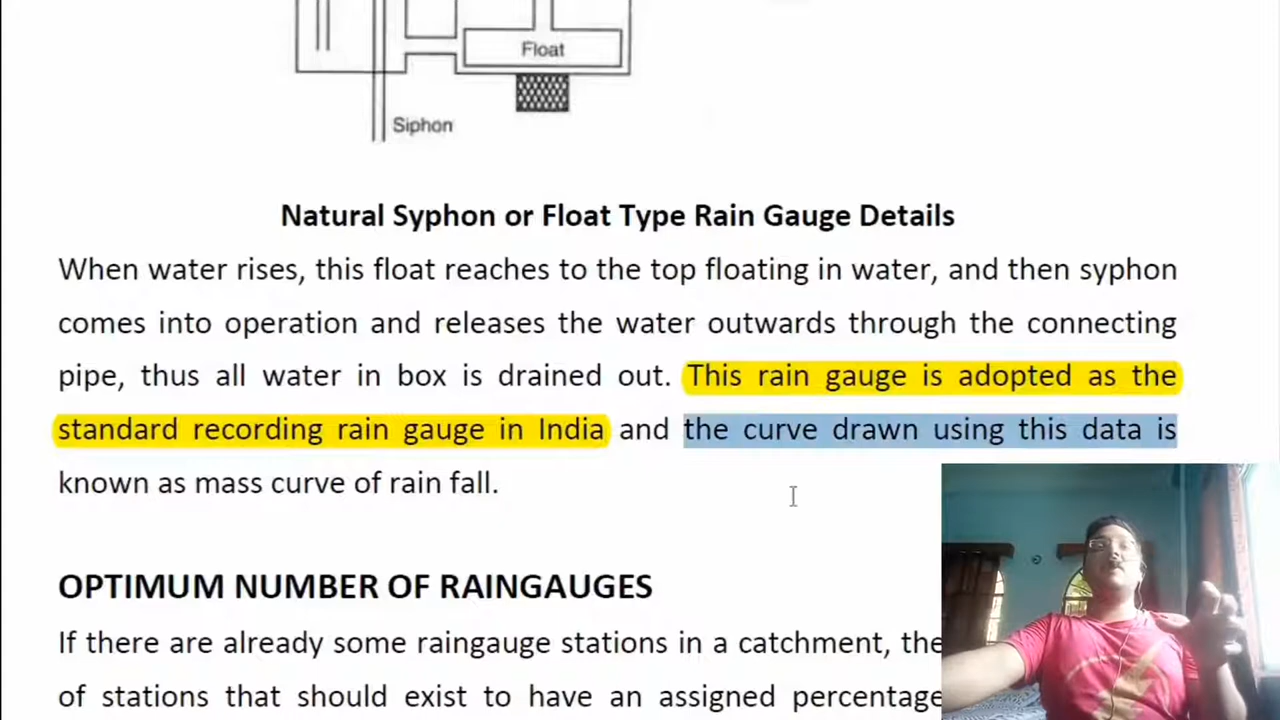 Float
Siphon
Natural Syphon or Float Type Rain Gauge Details
When water rises, this float reaches to the top floating in water, and then syphon
comes into operation and releases the water outwards through the connecting
pipe, thus all water in box is drained out. This rain gauge is adopted as the
standard recording rain gauge in India and the curve drawn using this data is
known as mass curve of rain fall.
OPTIMUM NUMBER OF RAINGAUGES
If there are already some raingauge stations in a catchment, the
of stations that should exist to have an assigned percentage